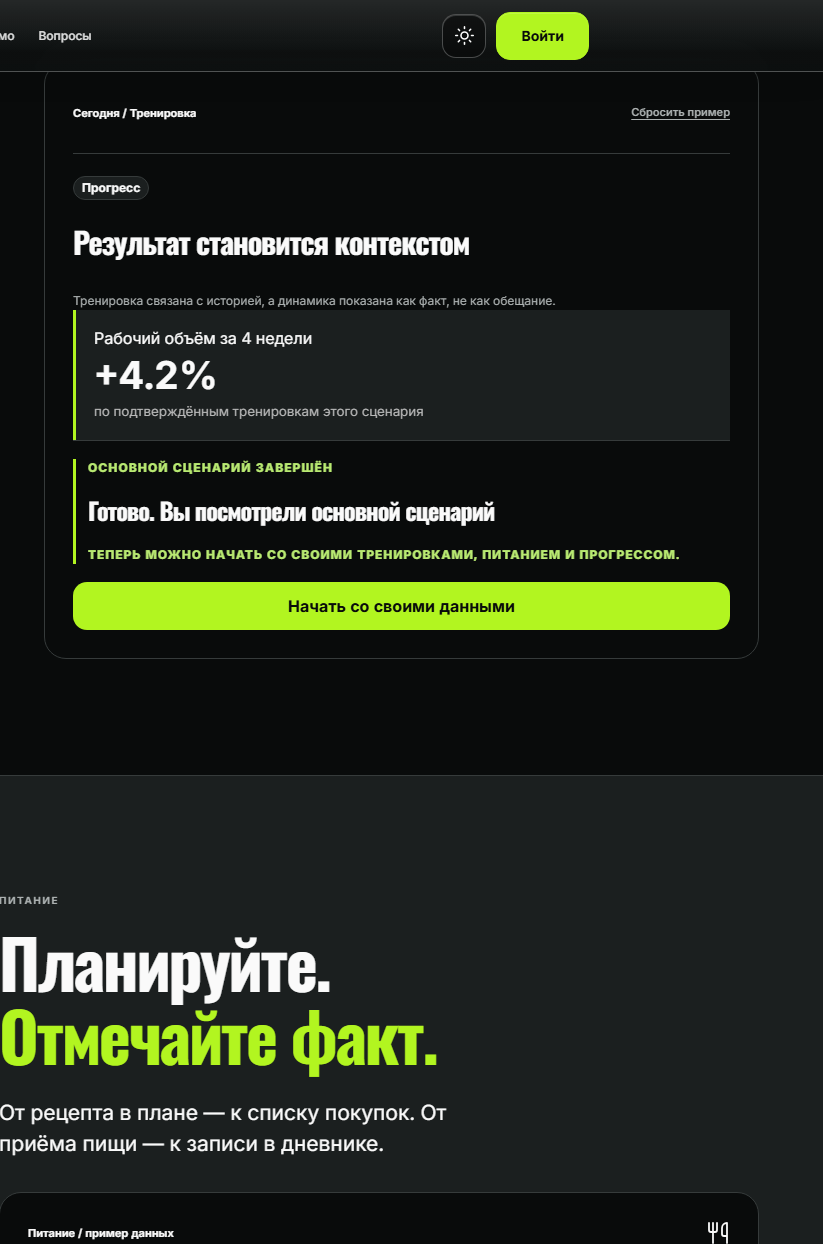 мо
Вопросы
Войти
Сегодня / Тренировка
Сбросить пример
Прогресс
Результат становится контекстом
Тренировка связана с историей, а динамика показана как факт, не как обещание.
Рабочий объём за 4 недели
+4.2%
по подтверждённым тренировкам этого сценария
ОСНОВНОЙ СЦЕНАРИЙ ЗАВЕРШЁН
Готово. Вы посмотрели основной сценарий
ТЕПЕРЬ МОЖНО НАЧАТЬ СО СВОИМИ ТРЕНИРОВКАМИ, ПИТАНИЕМ И ПРОГРЕССОМ.
Начать со своими данными
ПИТАНИЕ
Планируйте.
Отмечайте факт.
От рецепта в плане — к списку покупок. От
приёма пищи — к записи в дневнике.
Питание / пример данных